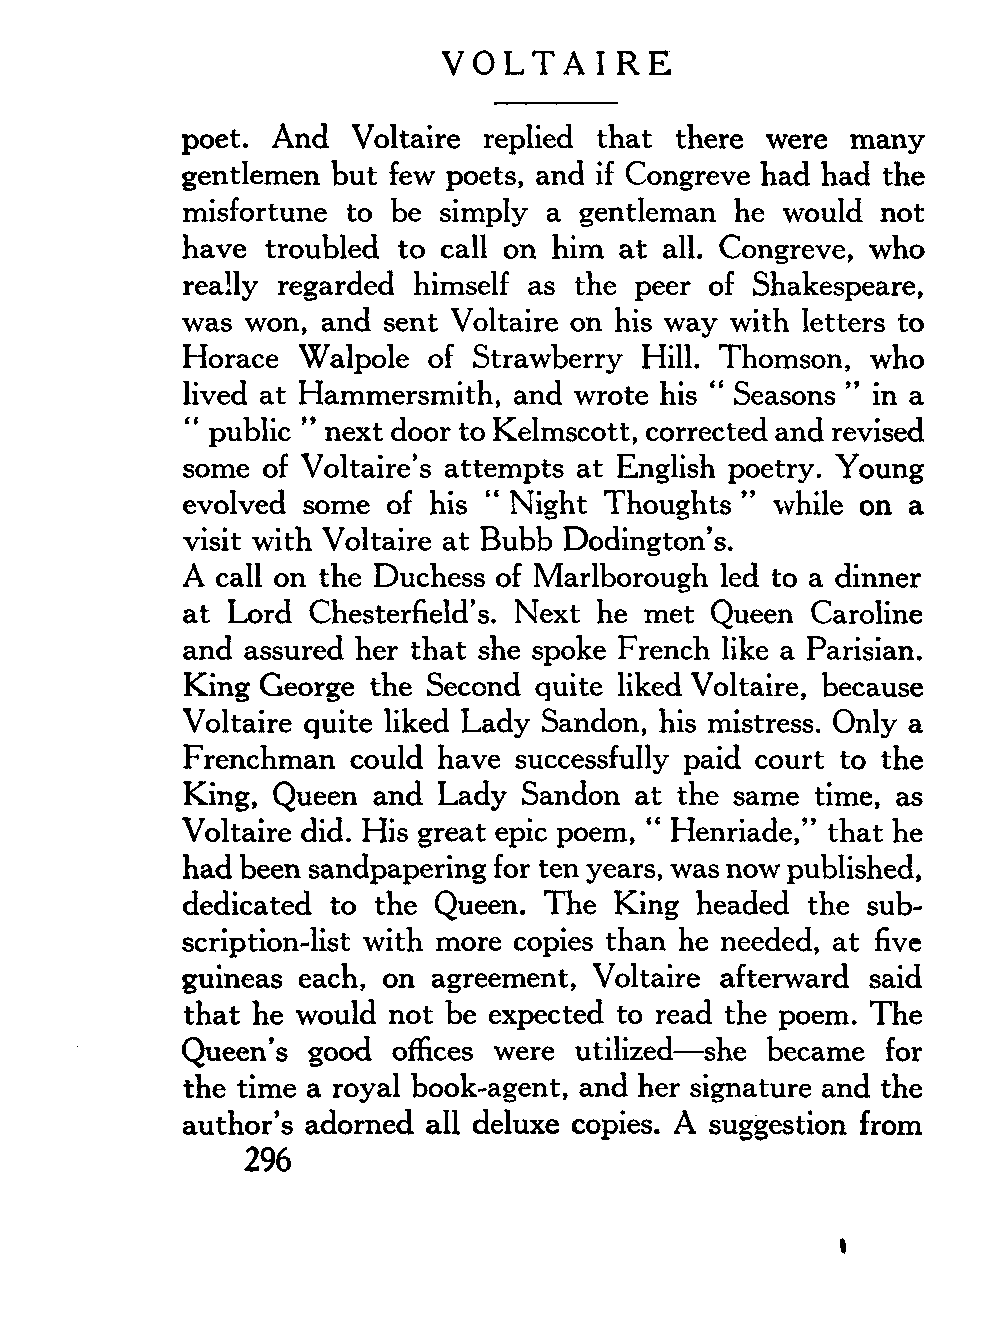 VOLTAIRE
poet. And Voltaire replied that there were many
gentlemen but few poets, and if Congreve had had the
misfortune to be simply a gentleman he would not
have troubled to call on him at all. Congreve, who
really regarded himself as the peer of Shakespeare,
was won, and sent Voltaire on his way with letters to
Horace Walpole of Strawberry Hill. Thomson, who
lived at Hammersmith, and wrote his “ Seasons ” in a
“ public ” next door to Kelmscott, corrected and revised
some of Voltaire's attempts at English poetry. Young
evolved some of his “ Night Thoughts ” while on a
visit with Voltaire at Bubb Dodington's.
A call on the Duchess of Marlborough led to a dinner
at Lord Chesterfield's. Next he met Queen Caroline
and assured her that she spoke French like a Parisian.
King George the Second quite liked Voltaire, because
Voltaire quite liked Lady Sandon, his mistress. Only a
Frenchman could have successfully paid court to the
King, Queen and Lady Sandon at the same time, as
Voltaire did. His great epic poem, “ Henriade,” that he
had been sandpapering for ten years, was now published,
dedicated to the Queen. The King headed the sub-
scription-list with more copies than he needed, at five
guineas each, on agreement, Voltaire afterward said
that he would not be expected to read the poem. The
Queen's good offices were utilized—she became for
the time a royal book-agent, and her signature and the
author's adorned all deluxe copies. A suggestion from
296